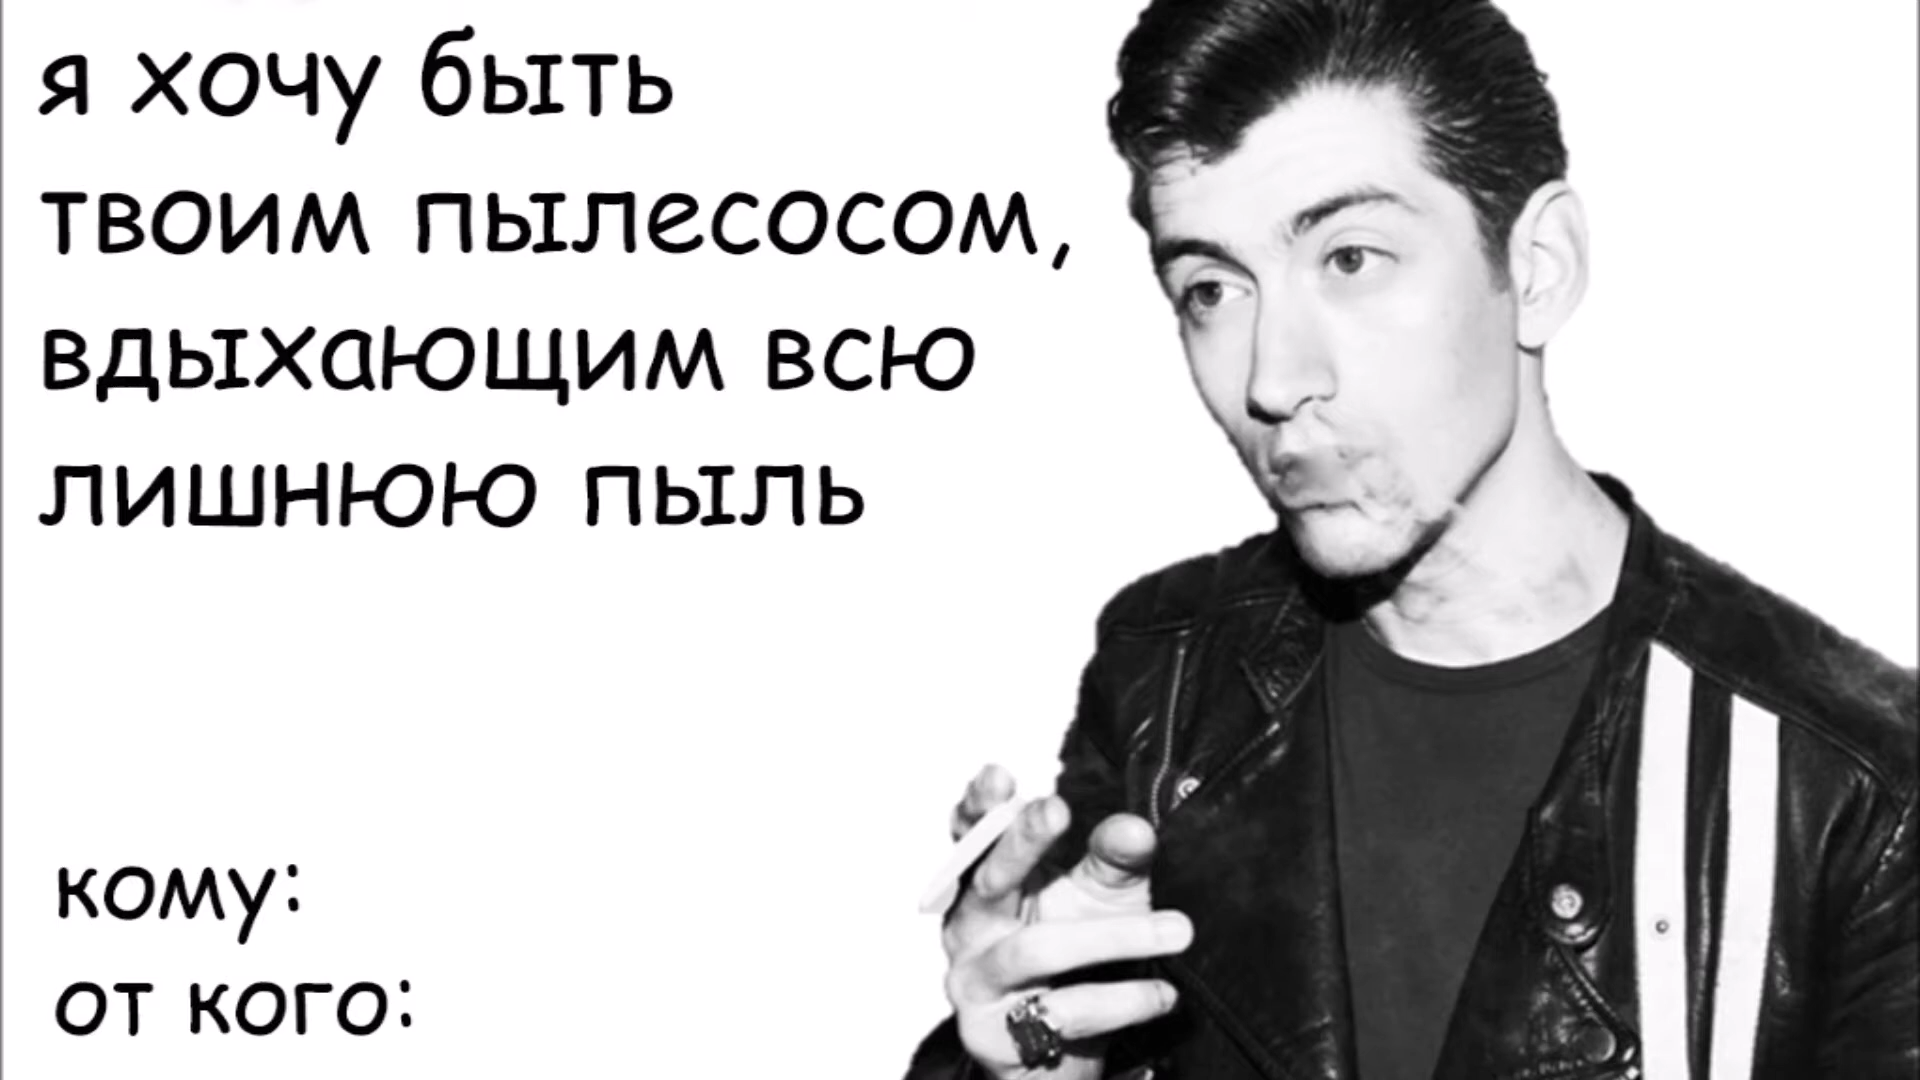 я хочу быть
твоим пылесосом,
вдыхающим всю
лишнюю пыль
кому:
от кого: